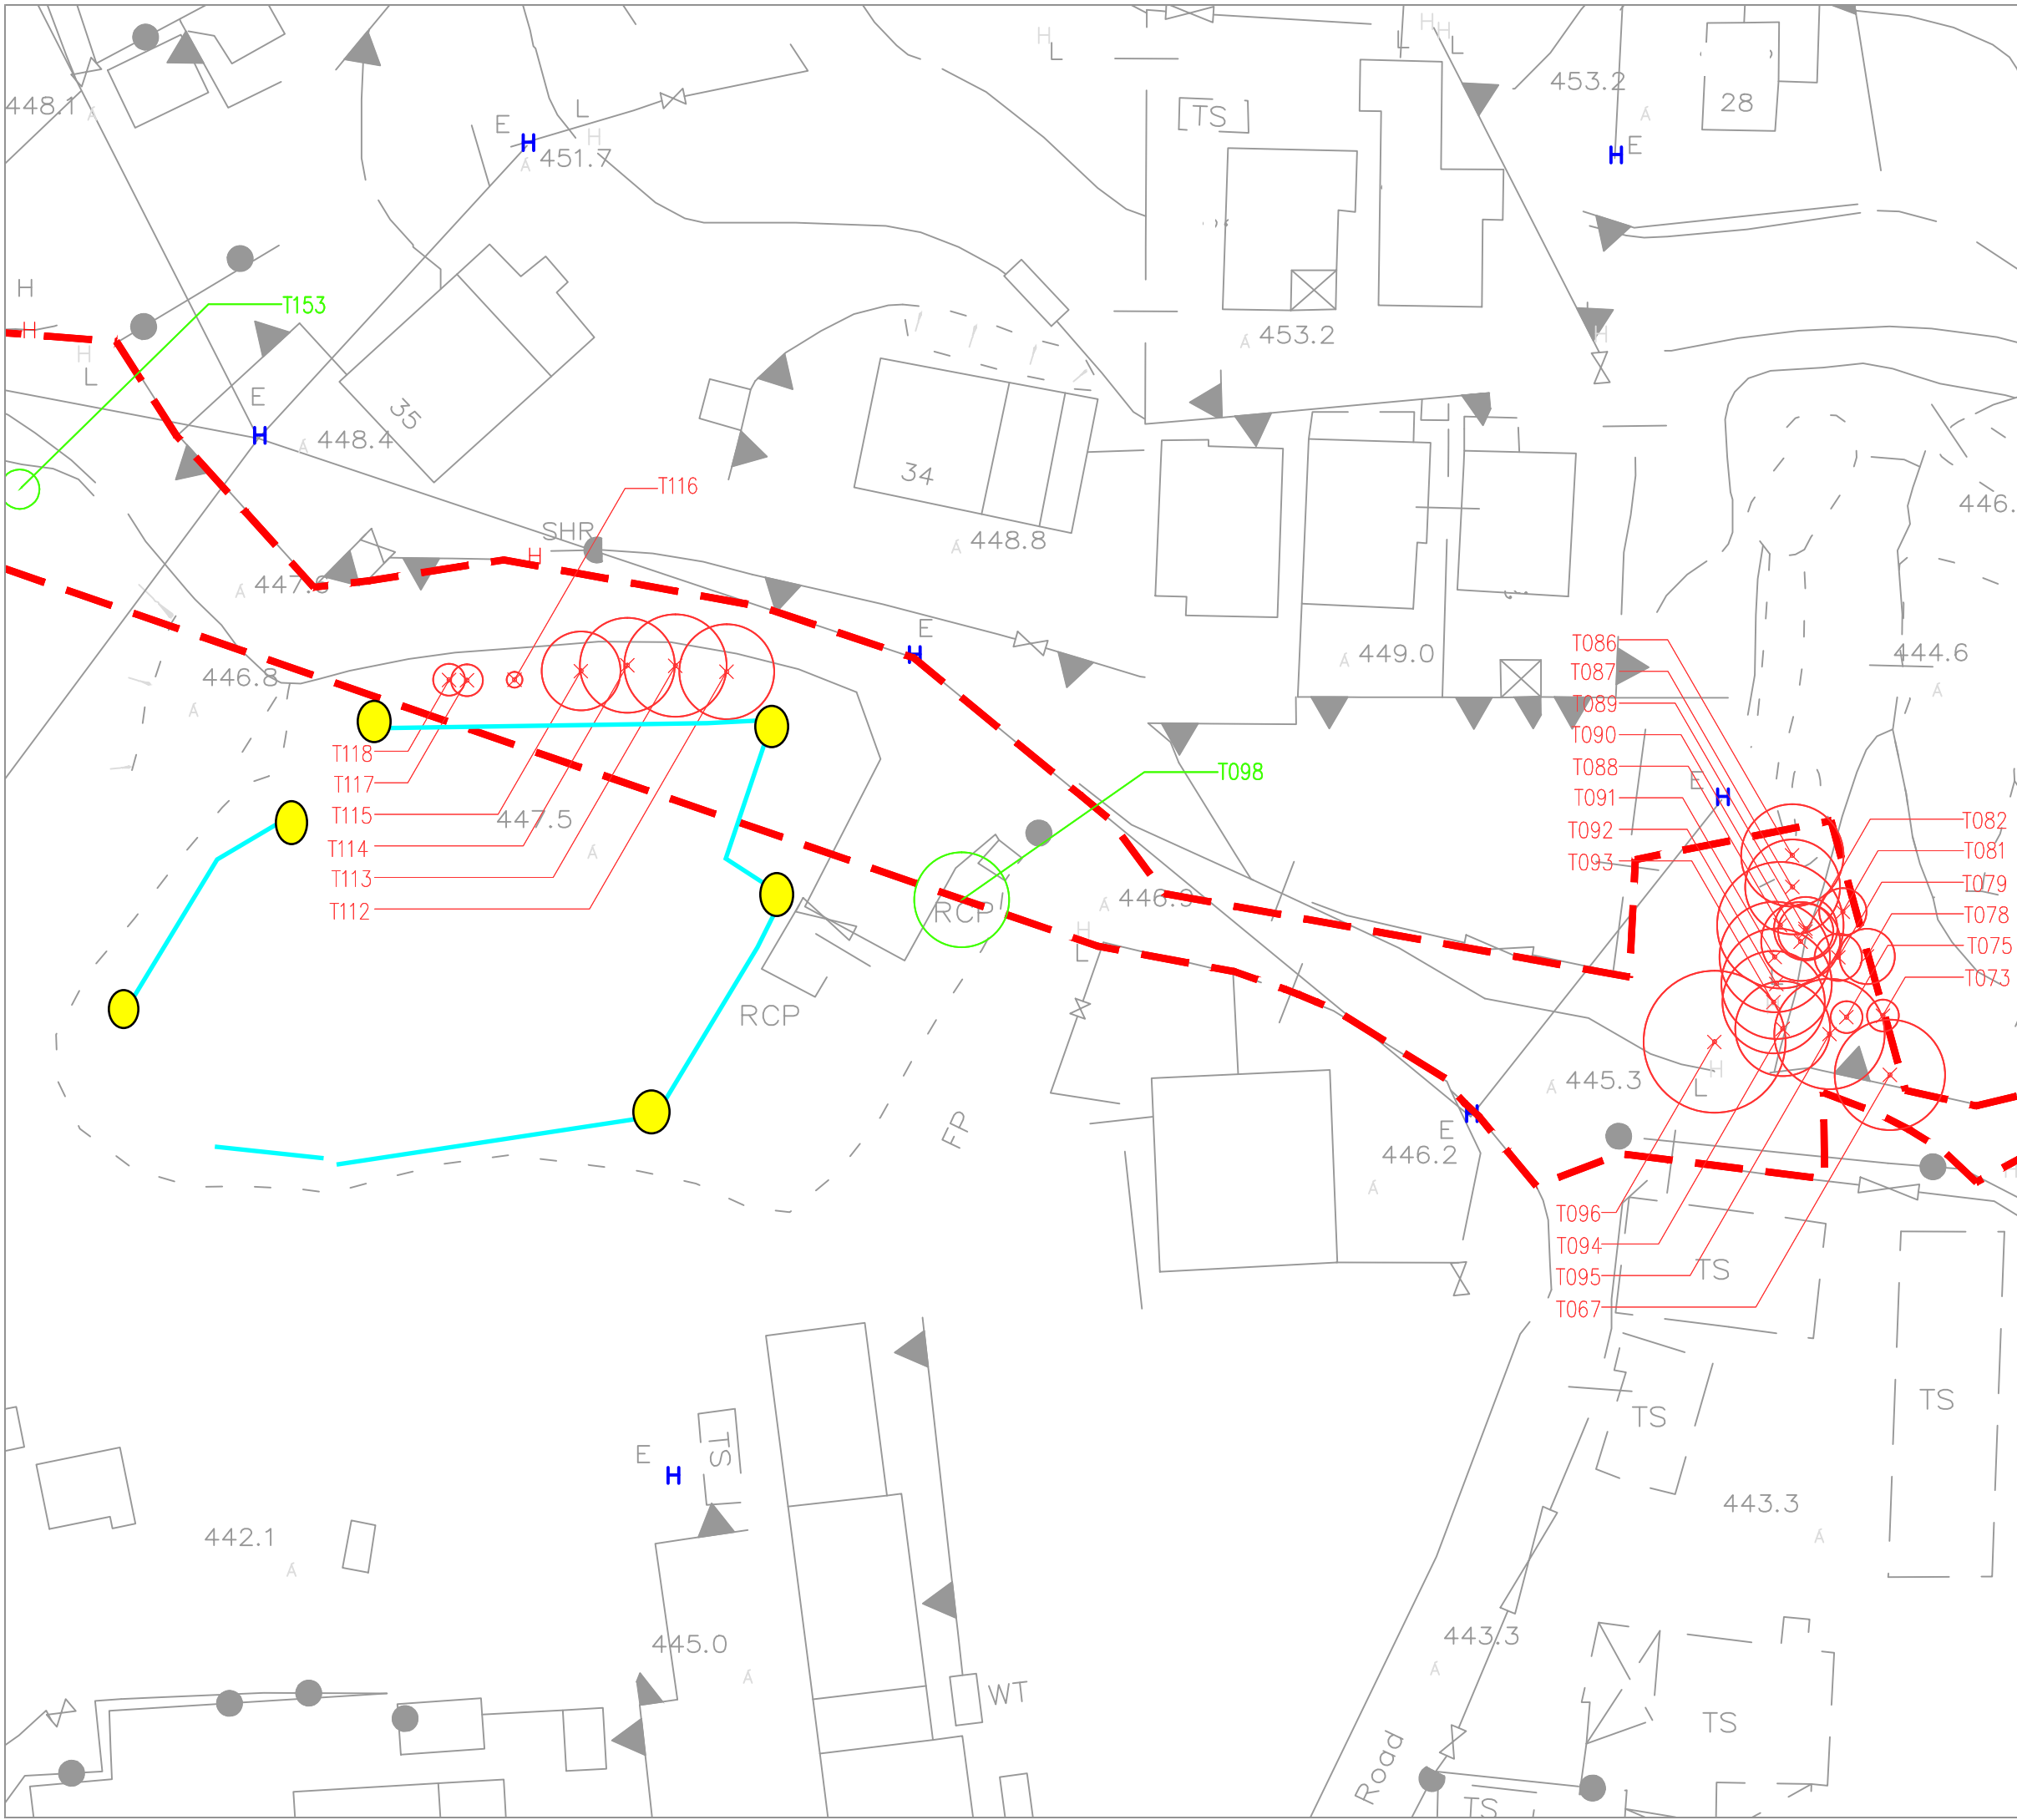 H
L
H
H
L
L
453.2
448.1
28
TS
E
H
L
H
451.7
H
E
H
T153
H
453.2
H
H
H
L
E
H
35
448.4
34
446.
T116
SHR
H
448.8
447.
E
H
449.0
444.6
446.8
T086
T087
T089
T090
T088
T091
T092
T093
E
H
T118
T117
T115
T114
T113
T112
447.5
T098
T082
T081
T079
T078
T075
T073
446.9
RCP
H
L
RCP
FP
445.3
H
L
E
H
446.2
T096
T094
T095
T067
TS
TS
TS
E
H
TS
442.1
443.3
445.0
443.3
WT
TS
Road
TS